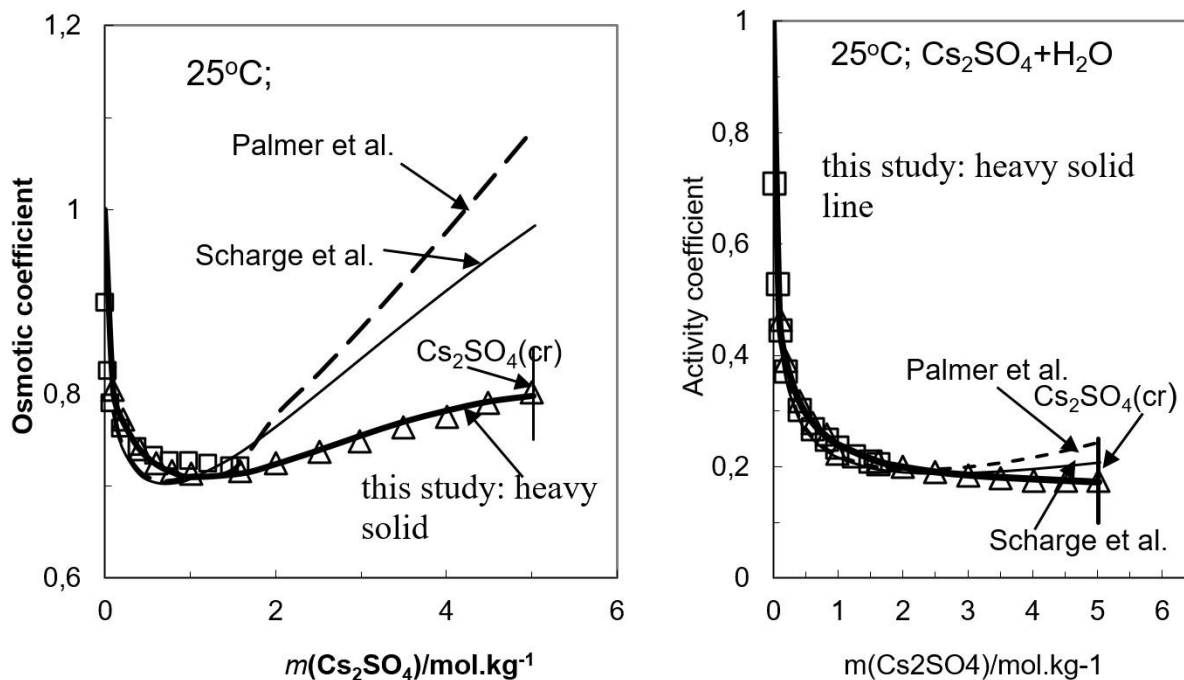 1,2
1
0,8
0,6
0
2
4
6
Osmotic coefficient
25°C;
Palmer et al.
Scharge et al.
Cs₂SO₄(cr)
this study: heavy
solid
m(Cs₂SO₄)/mol.kg⁻¹
1
0,8
0,6
0,4
0,2
0
0
1
2
3
4
5
6
Activity coefficient
25°C; Cs₂SO₄+H₂O
this study: heavy solid
line
Palmer et al.
Cs₂SO₄(cr)
Scharge et al.
m(Cs2SO4)/mol.kg-1